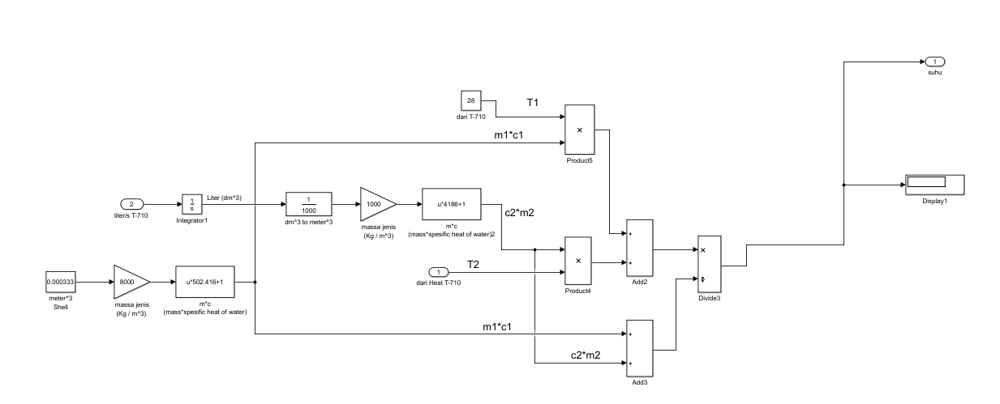 1
suhu
28
T1
dari T-710
×
Product5
m1*c1
Display1
2
liter/s T-710
1
s
Integrator1
Liter (dm^3)
1
1000
dm^3 to meter^3
1000
massa jenis
(Kg / m^3)
u*4186+1
m*c
(mass*spesific heat of water)2
c2*m2
×
Product4
1
T2
dari Heat T-710
+
+
Add2
×
÷
Divide3
0.000333
meter^3
Shell
8000
massa jenis
(Kg / m^3).
u*502.416+1
m*c
(mass*spesific heat of water)
m1*c1
c2*m2
+
+
Add3